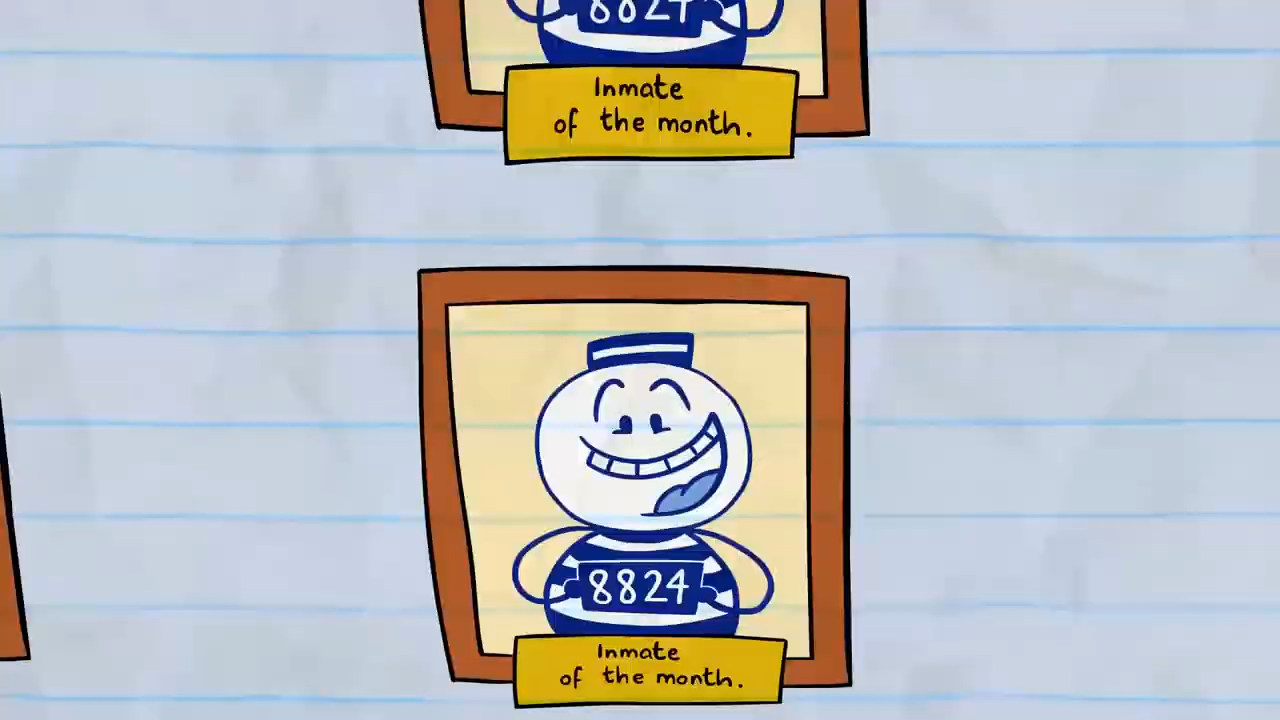 8824
Inmate
of the month.
8824
Inmate
of the month.